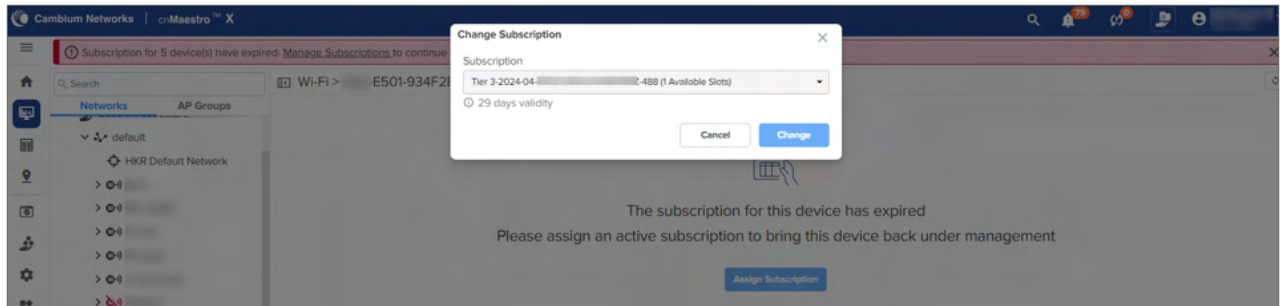 Cambium Networks | cnMaestro™ X
79
0
Subscription for 5 device(s) have expired. Manage Subscriptions to continue
Change Subscription
Subscription
Tier 3-2024-04- -488 (1 Available Slots)
29 days validity
Cancel
Change
Search
Networks
AP Groups
Wi-Fi > E501-934F2
default
HKR Default Network
The subscription for this device has expired
Please assign an active subscription to bring this device back under management
Assign Subscription